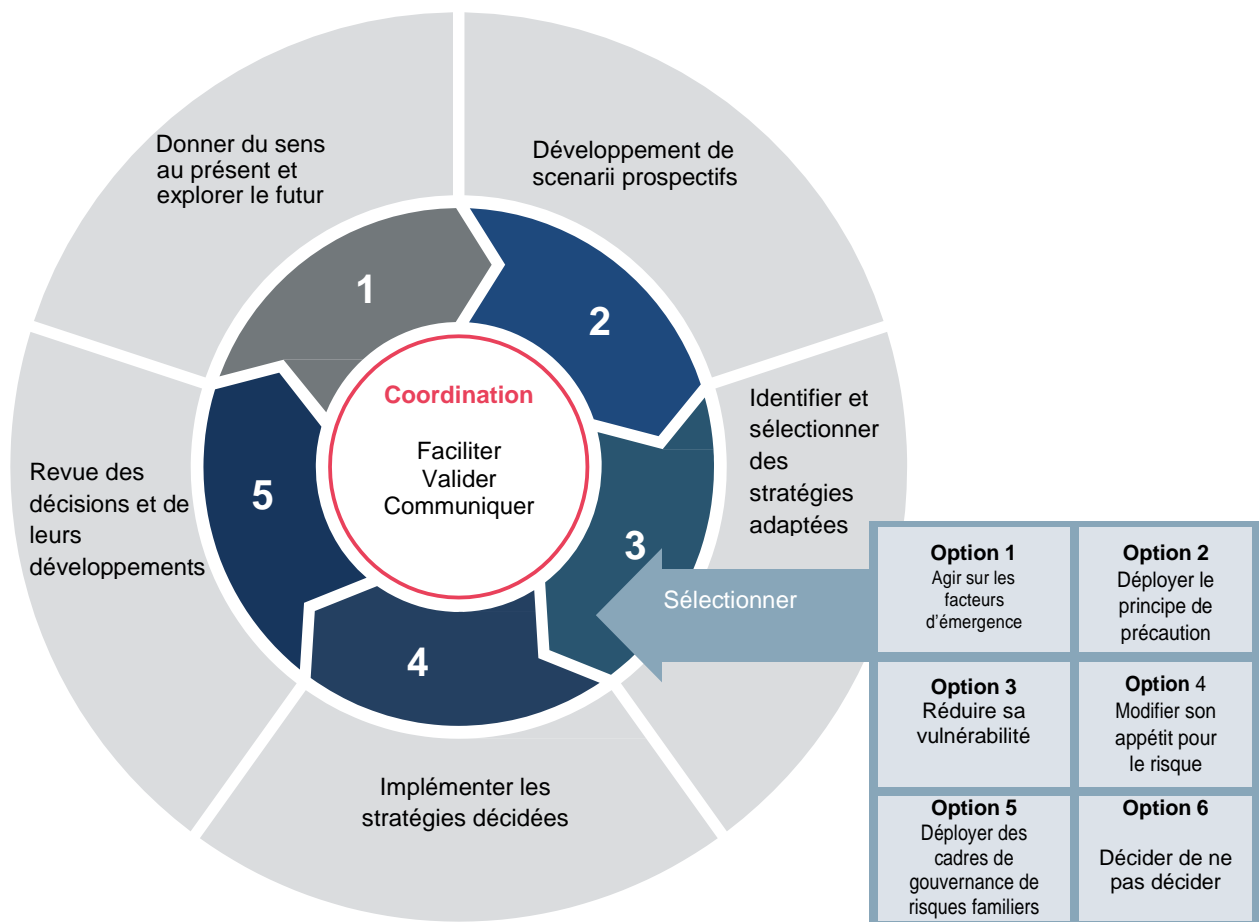 Donner du sens
au présent et
explorer le futur
Développement de
scenarii prospectifs
1
2
Coordination
Faciliter
Valider
Communiquer
Identifier et
sélectionner
des
stratégies
adaptées
Revue des
décisions et de
leurs
développements
5
3
Sélectionner
4
Implémenter les
stratégies décidées
Option 1
Agir sur les
facteurs
d’émergence
Option 2
Déployer le
principe de
précaution
Option 3
Réduire sa
vulnérabilité
Option 4
Modifier son
appétit pour
le risque
Option 5
Déployer des
cadres de
gouvernance de
risques familiers
Option 6
Décider de ne
pas décider